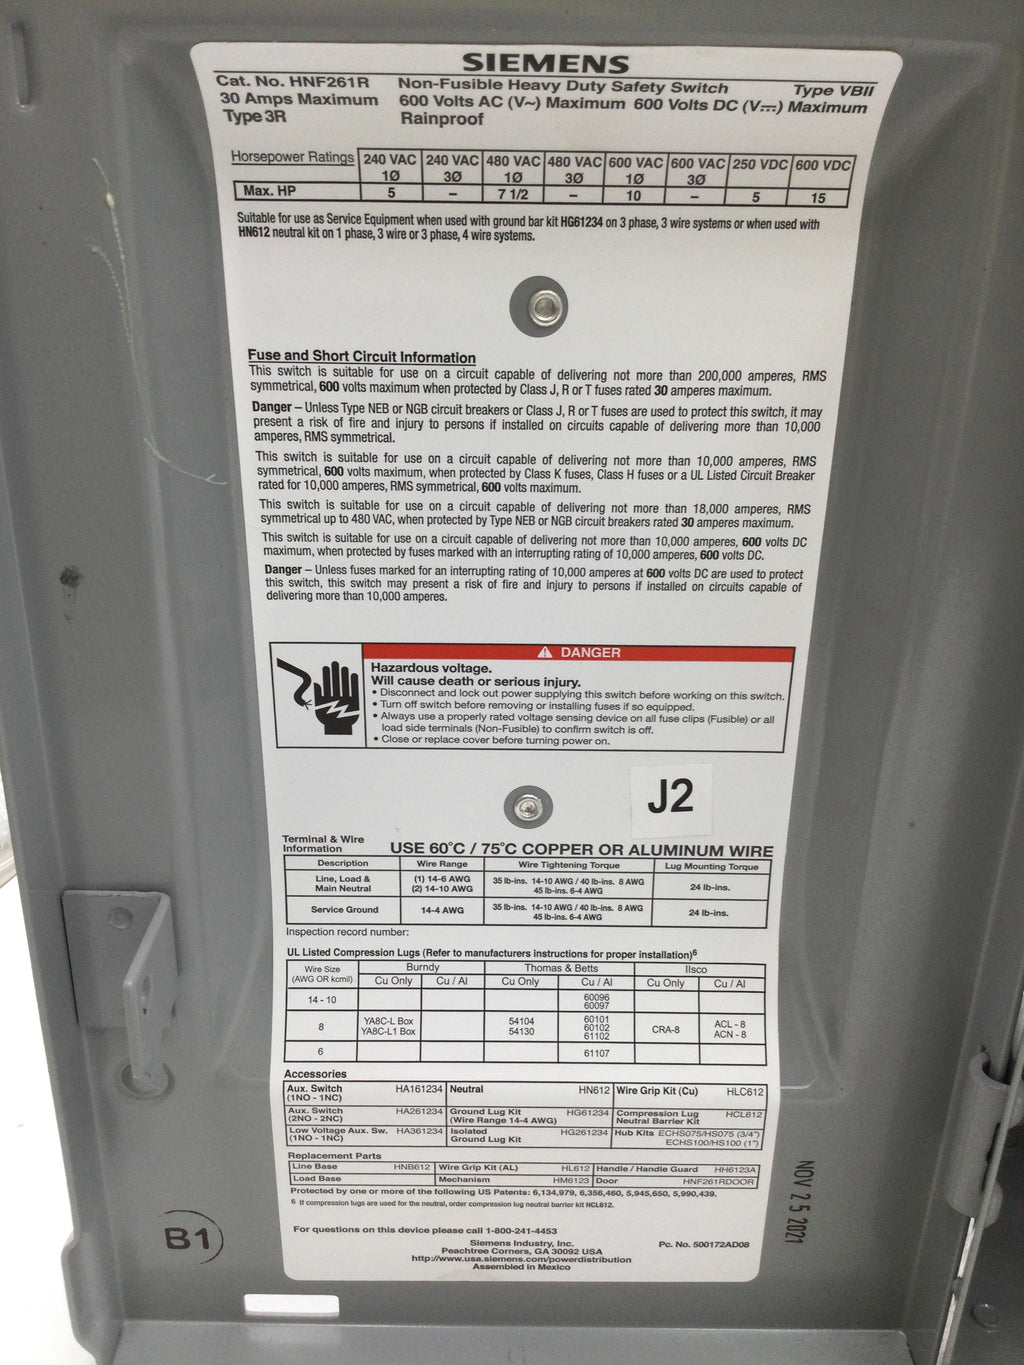 SIEMENS
Cat. No. HNF261R Non-Fusible Heavy Duty Safety Switch Type VBII
30 Amps Maximum 600 Volts AC (V~) Maximum 600 Volts DC (V⎓) Maximum
Type 3R Rainproof
Horsepower Ratings 240 VAC 240 VAC 480 VAC 480 VAC 600 VAC 600 VAC 250 VDC 600 VDC
1Ø 3Ø 1Ø 3Ø 1Ø 3Ø
Max. HP 5 – 7 1/2 – 10 – 5 15
Suitable for use as Service Equipment when used with ground bar kit HG61234 on 3 phase, 3 wire systems or when used with
HN612 neutral kit on 1 phase, 3 wire or 3 phase, 4 wire systems.
Fuse and Short Circuit Information
This switch is suitable for use on a circuit capable of delivering not more than 200,000 amperes, RMS
symmetrical, 600 volts maximum when protected by Class J, R or T fuses rated 30 amperes maximum.
Danger – Unless Type NEB or NGB circuit breakers or Class J, R or T fuses are used to protect this switch, it may
present a risk of fire and injury to persons if installed on circuits capable of delivering more than 10,000
amperes, RMS symmetrical.
This switch is suitable for use on a circuit capable of delivering not more than 10,000 amperes, RMS
symmetrical, 600 volts maximum, when protected by Class K fuses, Class H fuses or a UL Listed Circuit Breaker
rated for 10,000 amperes, RMS symmetrical, 600 volts maximum.
This switch is suitable for use on a circuit capable of delivering not more than 18,000 amperes, RMS
symmetrical up to 480 VAC, when protected by Type NEB or NGB circuit breakers rated 30 amperes maximum.
This switch is suitable for use on a circuit capable of delivering not more than 10,000 amperes, 600 volts DC
maximum, when protected by fuses marked with an interrupting rating of 10,000 amperes, 600 volts DC.
Danger – Unless fuses marked for an interrupting rating of 10,000 amperes at 600 volts DC are used to protect
this switch, this switch may present a risk of fire and injury to persons if installed on circuits capable of
delivering more than 10,000 amperes.
DANGER
Hazardous voltage.
Will cause death or serious injury.
• Disconnect and lock out power supplying this switch before working on this switch.
• Turn off switch before removing or installing fuses if so equipped.
• Always use a properly rated voltage sensing device on all fuse clips (Fusible) or all
load side terminals (Non-Fusible) to confirm switch is off.
• Close or replace cover before turning power on.
J2
Terminal & Wire
Information USE 60°C / 75°C COPPER OR ALUMINUM WIRE
Description Wire Range Wire Tightening Torque Lug Mounting Torque
Line, Load & (1) 14-6 AWG 35 lb-ins. 14-10 AWG / 40 lb-ins. 8 AWG 24 lb-ins.
Main Neutral (2) 14-10 AWG 45 lb-ins. 6-4 AWG
Service Ground 14-4 AWG 35 lb-ins. 14-10 AWG / 40 lb-ins. 8 AWG 24 lb-ins.
45 lb-ins. 6-4 AWG
Inspection record number:
UL Listed Compression Lugs (Refer to manufacturers instructions for proper installation)6
Wire Size Burndy Thomas & Betts Ilsco
(AWG OR kcmil) Cu Only Cu / Al Cu Only Cu / Al Cu Only Cu / Al
14 - 10 60096
60097
8 YA8C-L Box 54104 60101 CRA-8 ACL - 8
YA8C-L1 Box 54130 60102 ACN - 8
61102
6 61107
Accessories
Aux. Switch HA161234 Neutral HN612 Wire Grip Kit (Cu) HLC612
(1NO - 1NC)
Aux. Switch HA261234 Ground Lug Kit HG61234 Compression Lug HCL612
(2NO - 2NC) (Wire Range 14-4 AWG) Neutral Barrier Kit
Low Voltage Aux. Sw. HA361234 Isolated HG261234 Hub Kits ECHS075/HS075 (3/4")
(1NO - 1NC) Ground Lug Kit ECHS100/HS100 (1")
Replacement Parts
Line Base HNB612 Wire Grip Kit (AL) HL612 Handle / Handle Guard HH6123A
Load Base Mechanism HM6123 Door HNF261RDOOR
Protected by one or more of the following US Patents: 6,134,979, 6,356,460, 5,945,650, 5,990,439.
6 If compression lugs are used for the neutral, order compression lug neutral barrier kit HCL612.
For questions on this device please call 1-800-241-4453
Siemens Industry, Inc. Pc. No. 500172AD08
Peachtree Corners, GA 30092 USA
http://www.usa.siemens.com/powerdistribution
Assembled in Mexico
B1
NOV 25 2021